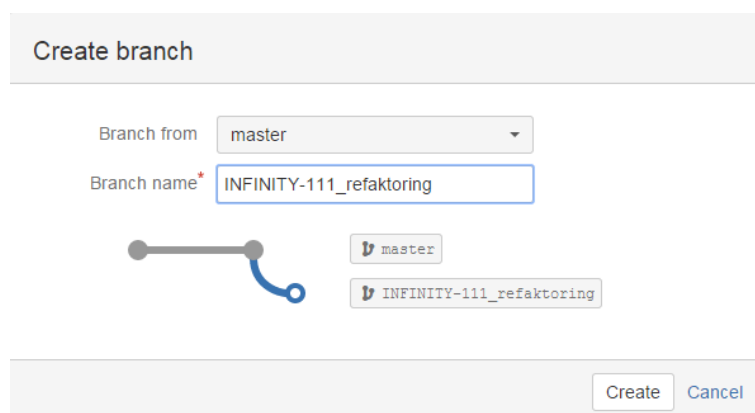 Create branch
Branch from master
Branch name* INFINITY-111_refaktoring
master
INFINITY-111_refaktoring
Create Cancel